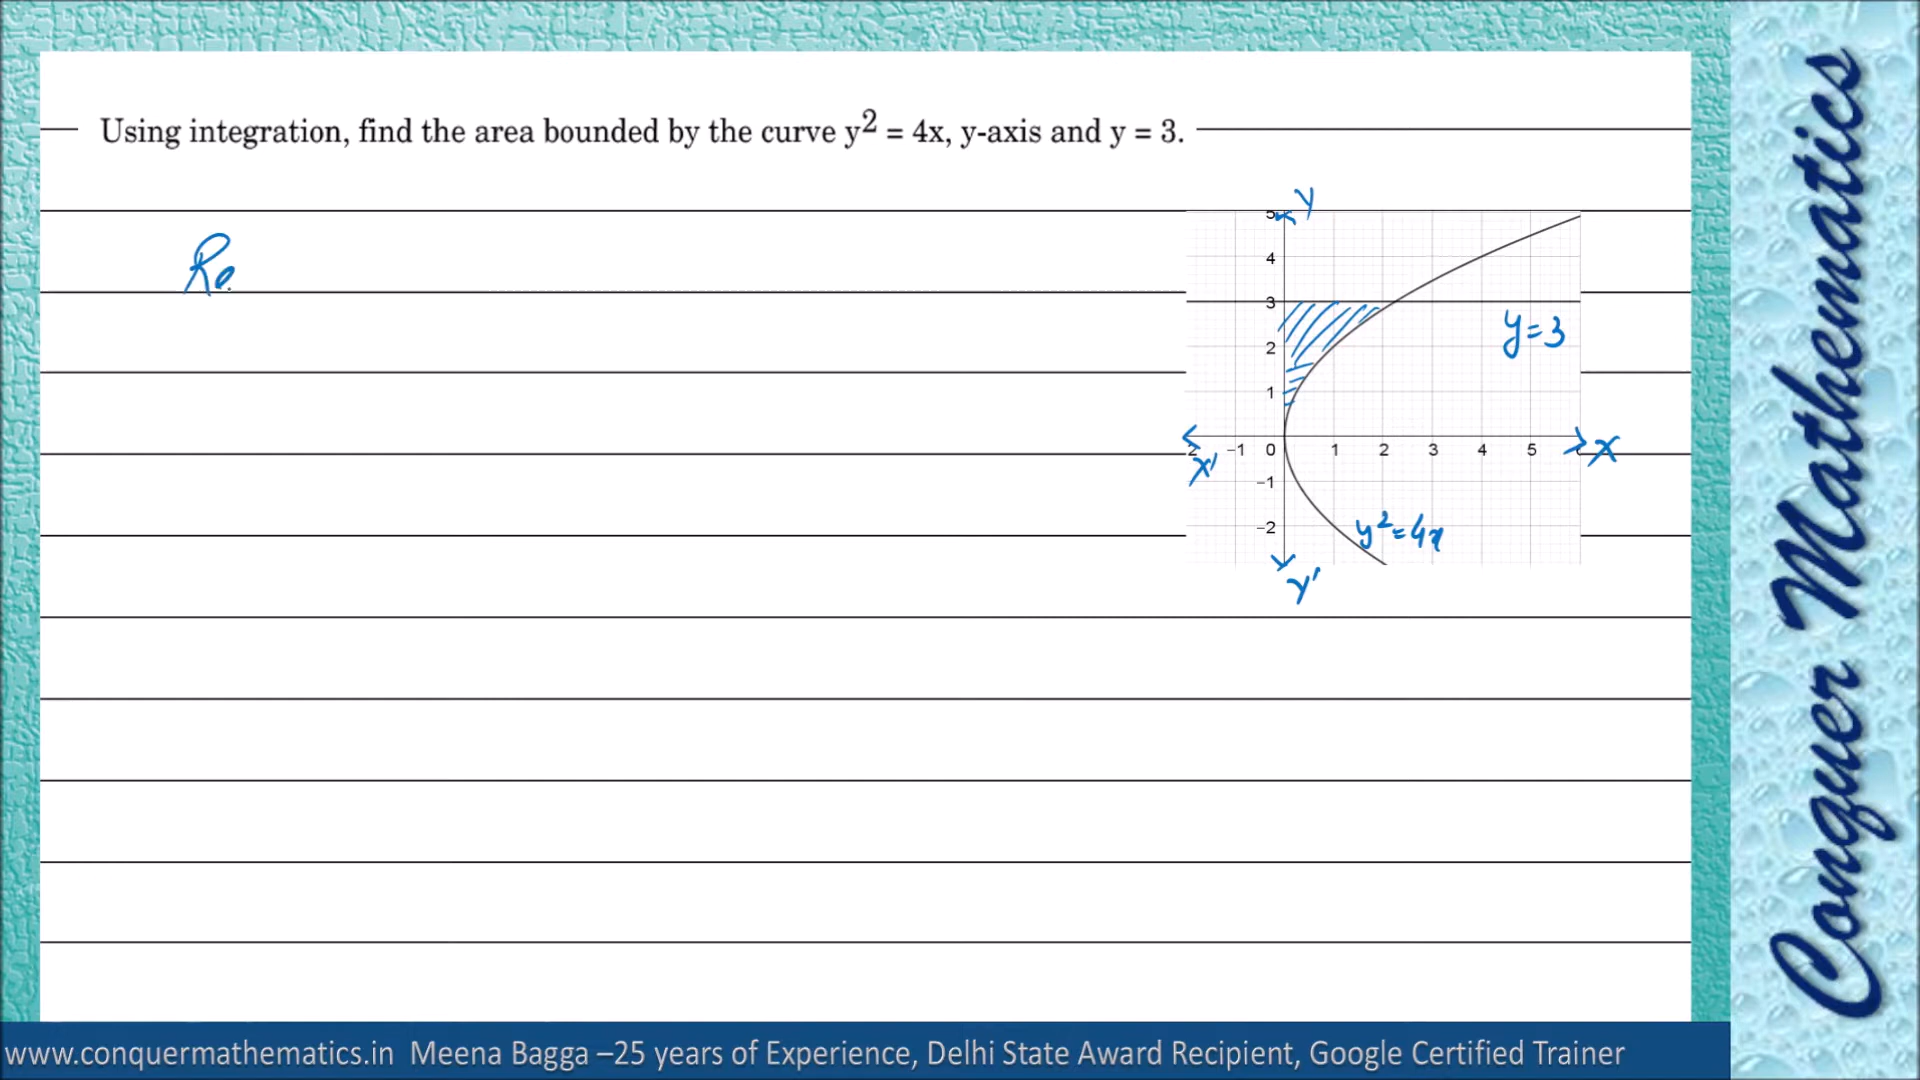 Using integration, find the area bounded by the curve y² = 4x, y-axis and y = 3.
Re
Y
5
4
3
y=3
2
1
-2 -1 0 1 2 3 4 5 X
X'
-1
-2
y²=4x
Y'
Conquer Mathematics
www.conquermathematics.in Meena Bagga –25 years of Experience, Delhi State Award Recipient, Google Certified Trainer